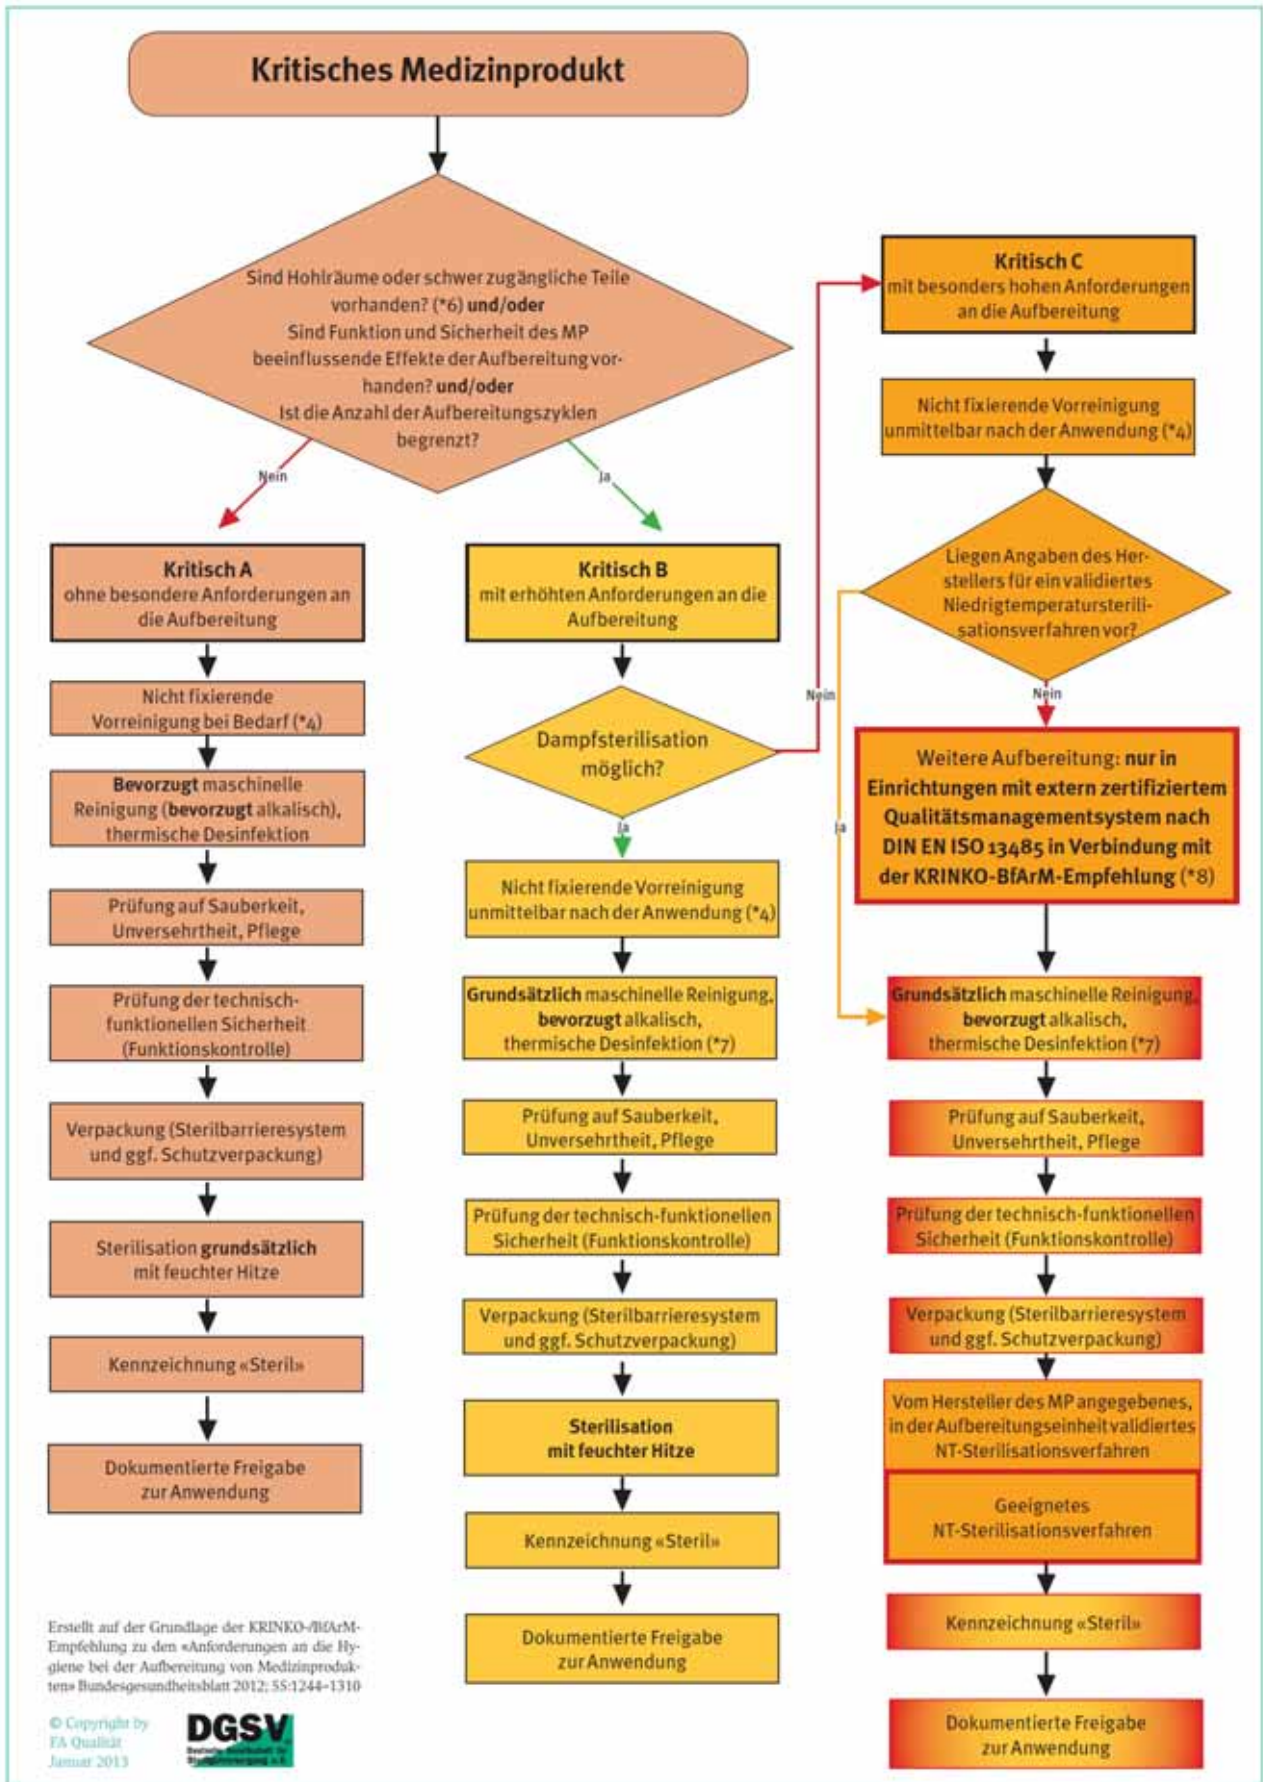 Kritisches Medizinprodukt
Sind Hohlräume oder schwer zugängliche Teile
vorhanden? (*6) und/oder
Sind Funktion und Sicherheit des MP
beeinflussende Effekte der Aufbereitung vor-
handen? und/oder
Ist die Anzahl der Aufbereitungszyklen
begrenzt?
Nein
Ja
Kritisch A
ohne besondere Anforderungen an
die Aufbereitung
Nicht fixierende
Vorreinigung bei Bedarf (*4)
Bevorzugt maschinelle
Reinigung (bevorzugt alkalisch),
thermische Desinfektion
Prüfung auf Sauberkeit,
Unversehrtheit, Pflege
Prüfung der technisch-
funktionellen Sicherheit
(Funktionskontrolle)
Verpackung (Sterilbarrieresystem
und ggf. Schutzverpackung)
Sterilisation grundsätzlich
mit feuchter Hitze
Kennzeichnung «Steril»
Dokumentierte Freigabe
zur Anwendung
Kritisch B
mit erhöhten Anforderungen an die
Aufbereitung
Dampfsterilisation
möglich?
Nein
Ja
Nicht fixierende Vorreinigung
unmittelbar nach der Anwendung (*4)
Grundsätzlich maschinelle Reinigung,
bevorzugt alkalisch,
thermische Desinfektion (*7)
Prüfung auf Sauberkeit,
Unversehrtheit, Pflege
Prüfung der technisch-funktionellen
Sicherheit (Funktionskontrolle)
Verpackung (Sterilbarrieresystem
und ggf. Schutzverpackung)
Sterilisation
mit feuchter Hitze
Kennzeichnung «Steril»
Dokumentierte Freigabe
zur Anwendung
Kritisch C
mit besonders hohen Anforderungen
an die Aufbereitung
Nicht fixierende Vorreinigung
unmittelbar nach der Anwendung (*4)
Liegen Angaben des Her-
stellers für ein validiertes
Niedrigtemperatursterili-
sationsverfahren vor?
Nein
Ja
Weitere Aufbereitung: nur in
Einrichtungen mit extern zertifiziertem
Qualitätsmanagementsystem nach
DIN EN ISO 13485 in Verbindung mit
der KRINKO-BfArM-Empfehlung (*8)
Grundsätzlich maschinelle Reinigung,
bevorzugt alkalisch,
thermische Desinfektion (*7)
Prüfung auf Sauberkeit,
Unversehrtheit, Pflege
Prüfung der technisch-funktionellen
Sicherheit (Funktionskontrolle)
Verpackung (Sterilbarrieresystem
und ggf. Schutzverpackung)
Vom Hersteller des MP angegebenes,
in der Aufbereitungseinheit validiertes
NT-Sterilisationsverfahren
Geeignetes
NT-Sterilisationsverfahren
Kennzeichnung «Steril»
Dokumentierte Freigabe
zur Anwendung
Erstellt auf der Grundlage der KRINKO-/BfArM-
Empfehlung zu den «Anforderungen an die Hy-
giene bei der Aufbereitung von Medizinproduk-
ten» Bundesgesundheitsblatt 2012; 55:1244–1310
© Copyright by
FA Qualität
Januar 2013
DGSV
Deutsche Gesellschaft für
Sterilgutversorgung e.V.